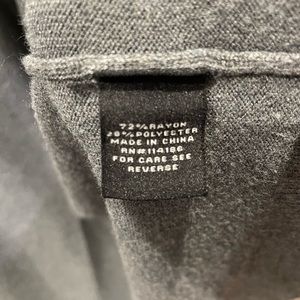 72%RAYON
28%POLYESTER
MADE IN CHINA
RN#114186
FOR CARE SEE
REVERSE